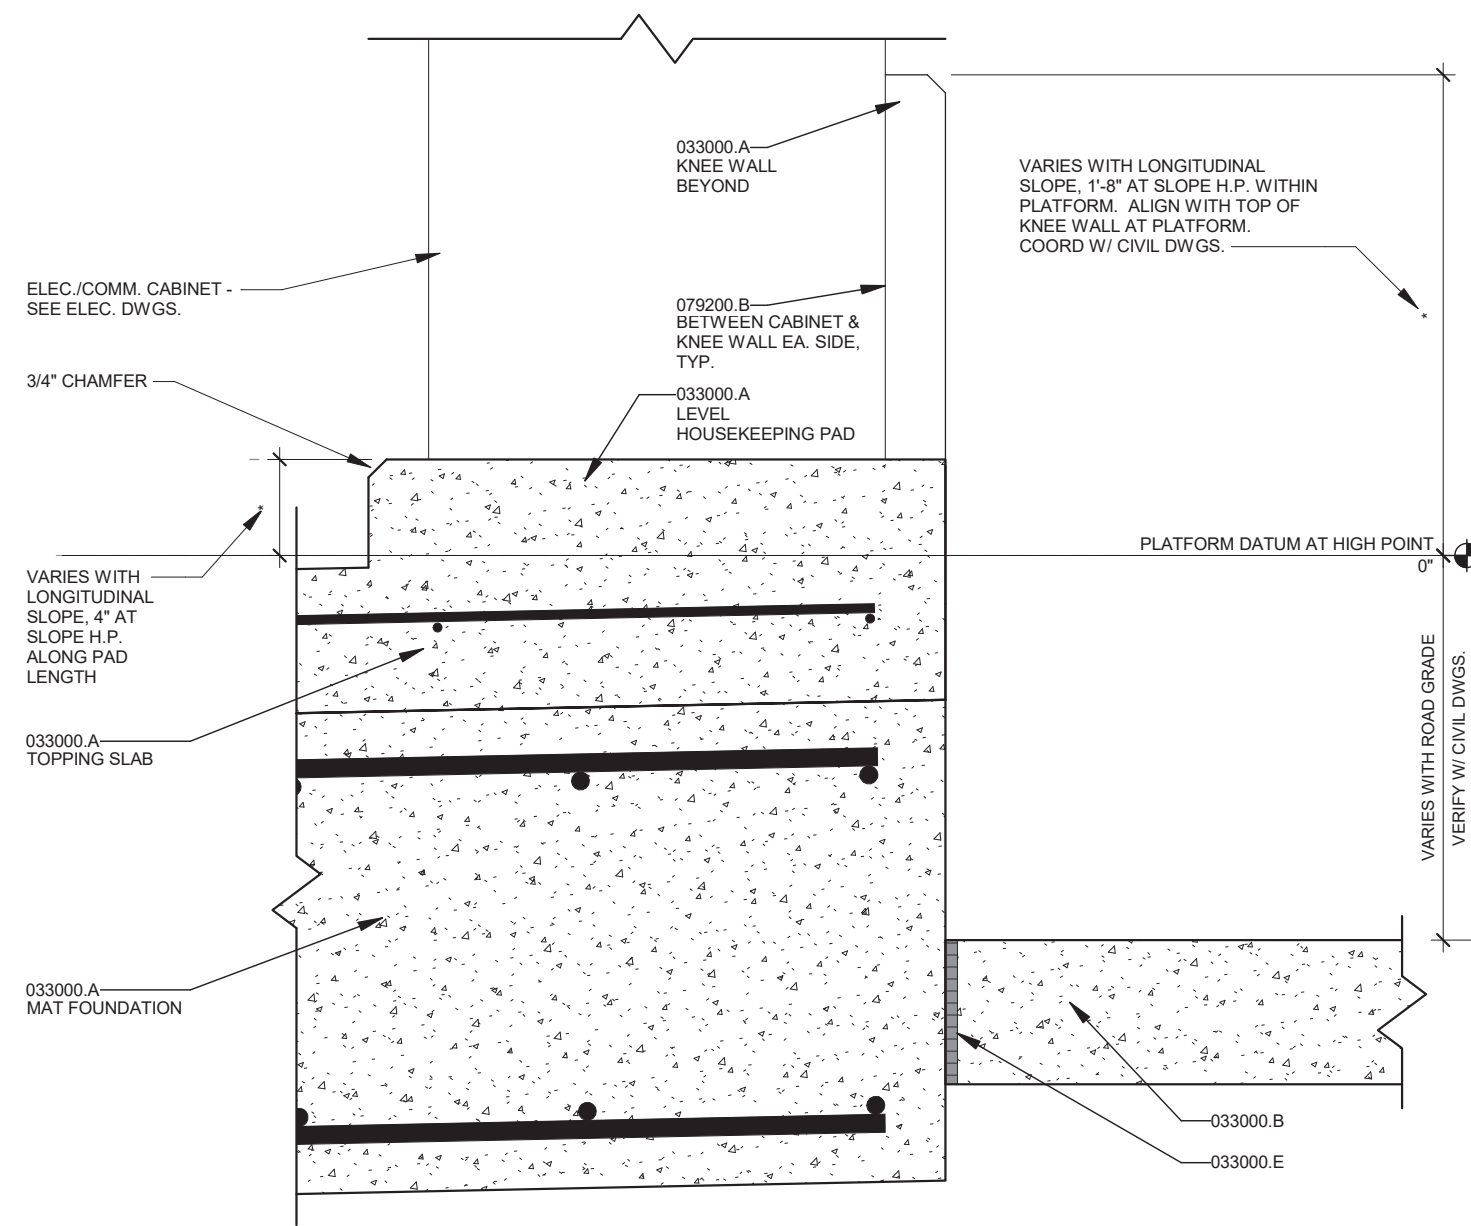 033000.A
KNEE WALL
BEYOND
VARIES WITH LONGITUDINAL
SLOPE, 1'-8" AT SLOPE H.P. WITHIN
PLATFORM. ALIGN WITH TOP OF
KNEE WALL AT PLATFORM.
COORD W/ CIVIL DWGS.
*
ELEC./COMM. CABINET -
SEE ELEC. DWGS.
079200.B
BETWEEN CABINET &
KNEE WALL EA. SIDE,
TYP.
3/4" CHAMFER
033000.A
LEVEL
HOUSEKEEPING PAD
*
PLATFORM DATUM AT HIGH POINT
0"
VARIES WITH
LONGITUDINAL
SLOPE, 4" AT
SLOPE H.P.
ALONG PAD
LENGTH
VARIES WITH ROAD GRADE
VERIFY W/ CIVIL DWGS.
033000.A
TOPPING SLAB
033000.A
MAT FOUNDATION
033000.B
033000.E